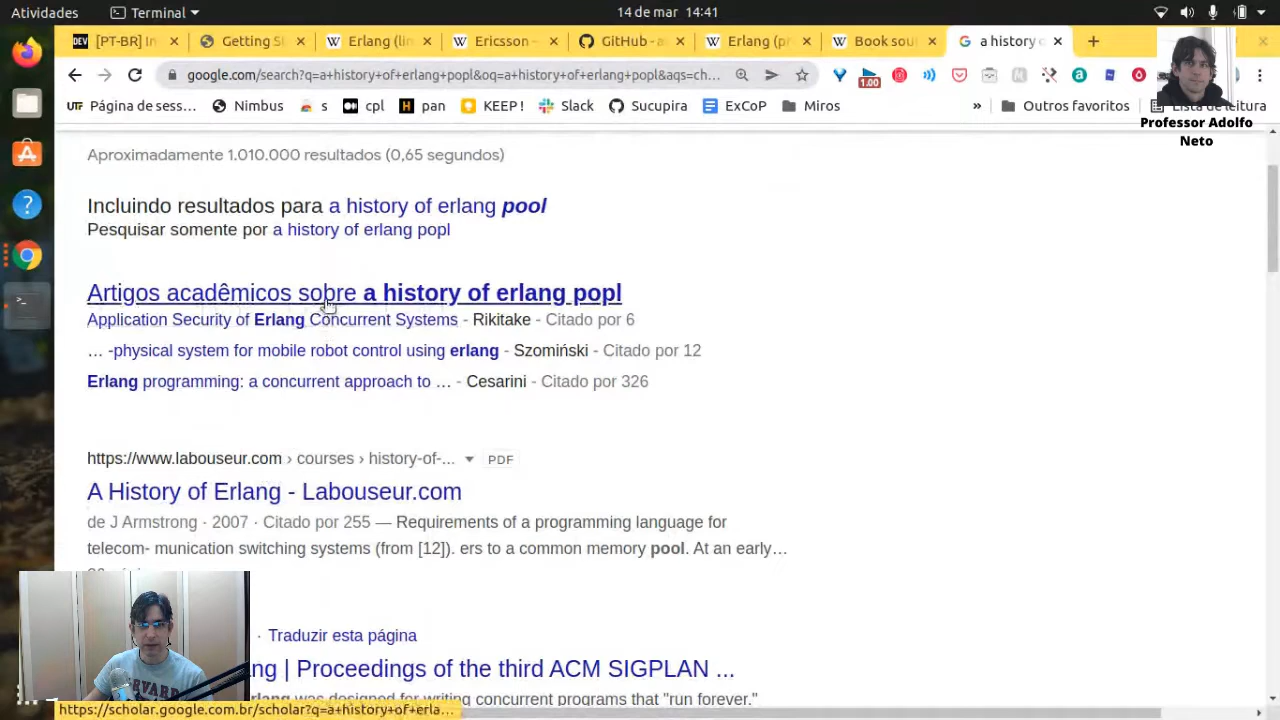 Atividades
Terminal
14 de mar 14:41
DEV
[PT-BR] In
Getting S
Erlang (lin
Ericsson -
GitHub - a
Erlang (pr
Book sou
a history
google.com/search?q=a+history+of+erlang+popl&oq=a+history+of+erlang+popl&aqs=ch...
1.00
UTF
Página de sess...
Nimbus
s
cpl
pan
KEEP!
Slack
Sucupira
ExCoP
Miros
»
Outros favoritos
Lista de leitura
Professor Adolfo
Neto
Aproximadamente 1.010.000 resultados (0,65 segundos)
Incluindo resultados para a history of erlang pool
Pesquisar somente por a history of erlang popl
Artigos acadêmicos sobre a history of erlang popl
Application Security of Erlang Concurrent Systems - Rikitake - Citado por 6
… -physical system for mobile robot control using erlang - Szomiński - Citado por 12
Erlang programming: a concurrent approach to … - Cesarini - Citado por 326
https://www.labouseur.com › courses › history-of-...
PDF
A History of Erlang - Labouseur.com
de J Armstrong · 2007 · Citado por 255 — Requirements of a programming language for
telecom- munication switching systems (from [12]). ers to a common memory pool. At an early…
· Traduzir esta página
ng | Proceedings of the third ACM SIGPLAN ...
rlang was designed for writing concurrent programs that "run forever."
HARVARD
https://scholar.google.com.br/scholar?q=a+history+of+erla...